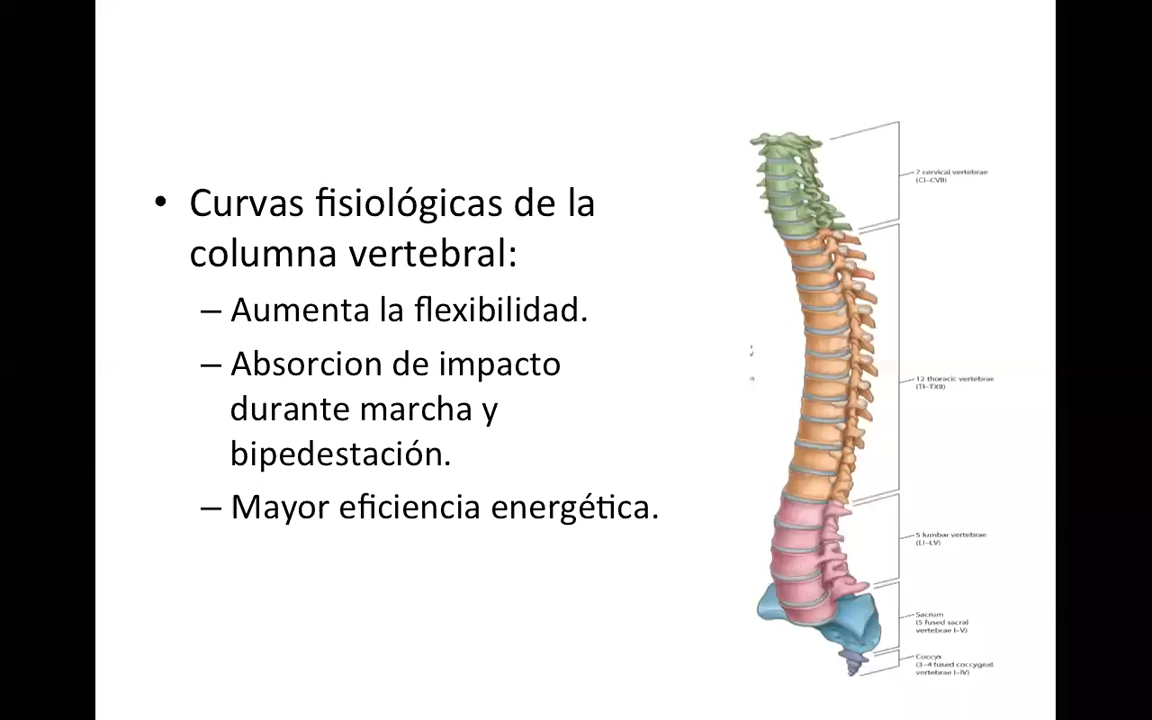 • Curvas fisiológicas de la
columna vertebral:
– Aumenta la flexibilidad.
– Absorcion de impacto
durante marcha y
bipedestación.
– Mayor eficiencia energética.
7 cervical vertebrae
(CI–CVII)
12 thoracic vertebrae
(TI–TXII)
5 lumbar vertebrae
(LI–LV)
Sacrum
(5 fused sacral
vertebrae I–V)
Coccyx
(3–4 fused coccygeal
vertebrae I–IV)